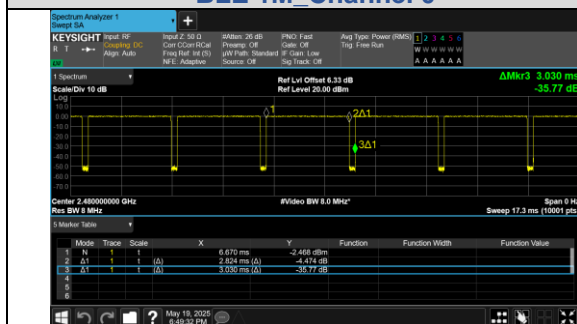 Spectrum Analyzer 1
Swept SA
+
KEYSIGHT Input: RF Input Z: 50 Ω #Atten: 26 dB PNO: Fast Avg Type: Power (RMS) 1 2 3 4 5 6
R T Coupling: DC Corr CCorr RCal Preamp: Off Gate: Off Trig: Free Run W W W W W W
Align: Auto Freq Ref: Int (S) µW Path: Standard IF Gain: Low A A A A A A
LXI NFE: Adaptive Source: Off Sig Track: Off
1 Spectrum Ref Lvl Offset 6.33 dB ΔMkr3 3.030 ms
Scale/Div 10 dB Ref Level 20.00 dBm -35.77 dB
Log
10.0
0.00
-10.0
-20.0
-30.0
-40.0
-50.0
-60.0
-70.0
1
2Δ1
3Δ1
Center 2.480000000 GHz #Video BW 8.0 MHz* Span 0 Hz
Res BW 8 MHz Sweep 17.3 ms (10001 pts)
5 Marker Table
Mode Trace Scale X Y Function Function Width Function Value
1 N 1 t 6.670 ms -2.468 dBm
2 Δ1 1 t (Δ) 2.824 ms (Δ) -4.474 dB
3 Δ1 1 t (Δ) 3.030 ms (Δ) -35.77 dB
4
5
6
? May 19, 2025
6:49:32 PM